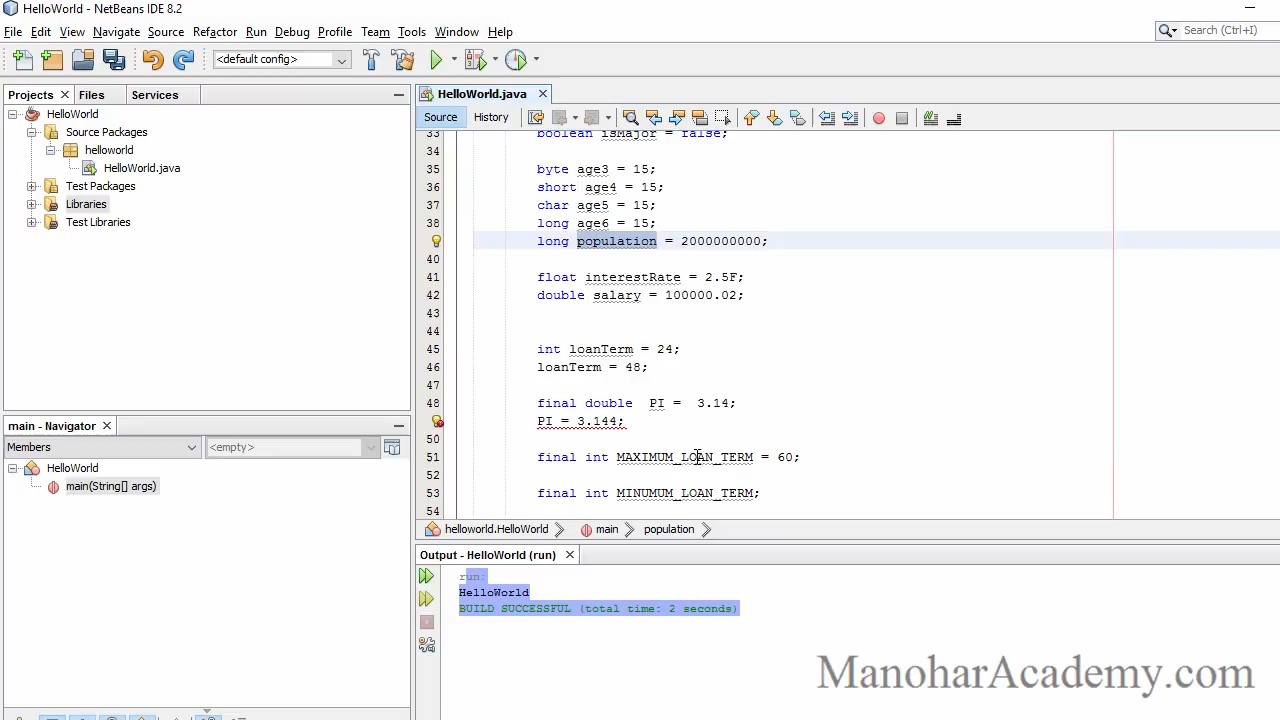 HelloWorld - NetBeans IDE 8.2
File Edit View Navigate Source Refactor Run Debug Profile Team Tools Window Help
Search (Ctrl+I)
<default config>
Projects Files Services
HelloWorld
Source Packages
helloworld
HelloWorld.java
Test Packages
Libraries
Test Libraries
main - Navigator
Members <empty>
HelloWorld
main(String[] args)
HelloWorld.java
Source History
33 boolean isMajor = false;
34
35 byte age3 = 15;
36 short age4 = 15;
37 char age5 = 15;
38 long age6 = 15;
long population = 2000000000;
40
41 float interestRate = 2.5F;
42 double salary = 100000.02;
43
44
45 int loanTerm = 24;
46 loanTerm = 48;
47
48 final double PI = 3.14;
PI = 3.144;
50
51 final int MAXIMUM_LOAN_TERM = 60;
52
53 final int MINUMUM_LOAN_TERM;
54
helloworld.HelloWorld main population
Output - HelloWorld (run)
run:
HelloWorld
BUILD SUCCESSFUL (total time: 2 seconds)
ManoharAcademy.com